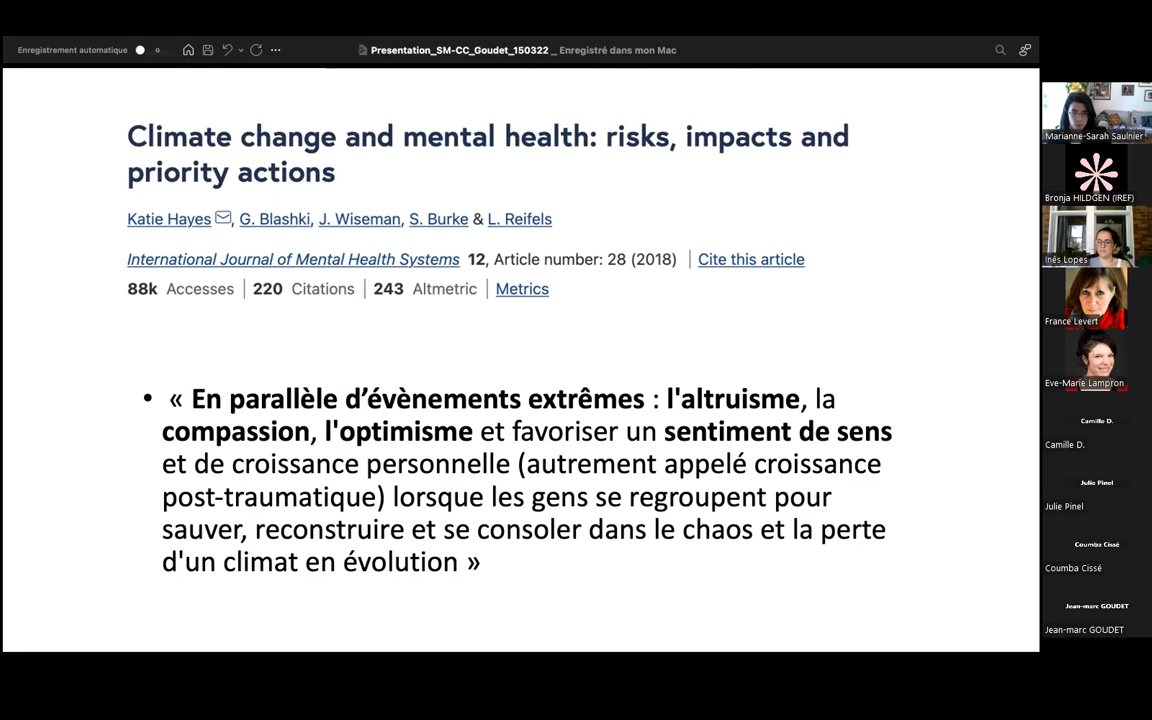 Enregistrement automatique
Presentation_SM-CC_Goudet_150322 _ Enregistré dans mon Mac
Climate change and mental health: risks, impacts and
priority actions
Katie Hayes, G. Blashki, J. Wiseman, S. Burke & L. Reifels
International Journal of Mental Health Systems 12, Article number: 28 (2018) | Cite this article
88k Accesses | 220 Citations | 243 Altmetric | Metrics
• « En parallèle d’évènements extrêmes : l'altruisme, la
compassion, l'optimisme et favoriser un sentiment de sens
et de croissance personnelle (autrement appelé croissance
post-traumatique) lorsque les gens se regroupent pour
sauver, reconstruire et se consoler dans le chaos et la perte
d'un climat en évolution »
Marianne-Sarah Saulnier
Bronja HILDGEN (IREF)
Inês Lopes
France Levert
Eve-Marie Lampron
Camille D.
Camille D.
Julie Pinel
Julie Pinel
Coumba Cissé
Coumba Cissé
Jean-marc GOUDET
Jean-marc GOUDET